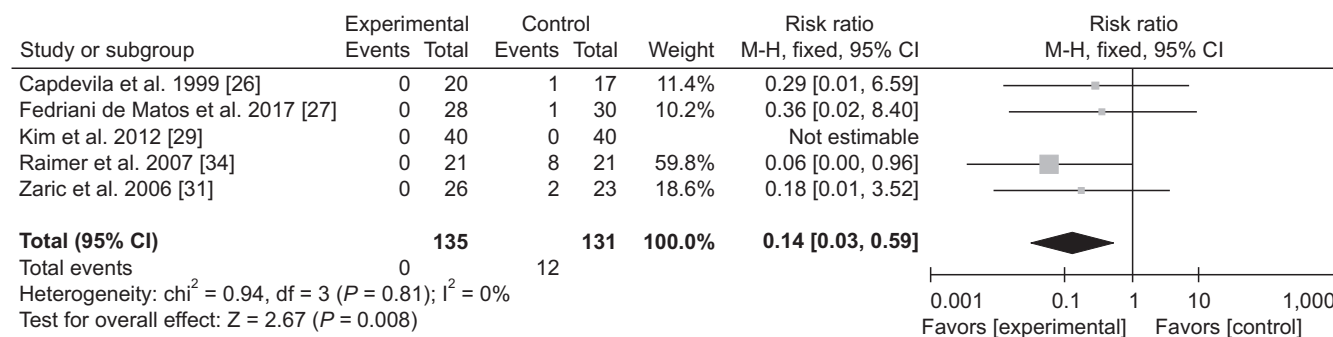 Experimental Control Risk ratio Risk ratio
Study or subgroup Events Total Events Total Weight M-H, fixed, 95% CI M-H, fixed, 95% CI
Capdevila et al. 1999 [26] 0 20 1 17 11.4% 0.29 [0.01, 6.59]
Fedriani de Matos et al. 2017 [27] 0 28 1 30 10.2% 0.36 [0.02, 8.40]
Kim et al. 2012 [29] 0 40 0 40 Not estimable
Raimer et al. 2007 [34] 0 21 8 21 59.8% 0.06 [0.00, 0.96]
Zaric et al. 2006 [31] 0 26 2 23 18.6% 0.18 [0.01, 3.52]
Total (95% CI) 135 131 100.0% 0.14 [0.03, 0.59]
Total events 0 12
Heterogeneity: chi² = 0.94, df = 3 (P = 0.81); I² = 0%
Test for overall effect: Z = 2.67 (P = 0.008)
0.001 0.1 1 10 1,000
Favors [experimental] Favors [control]